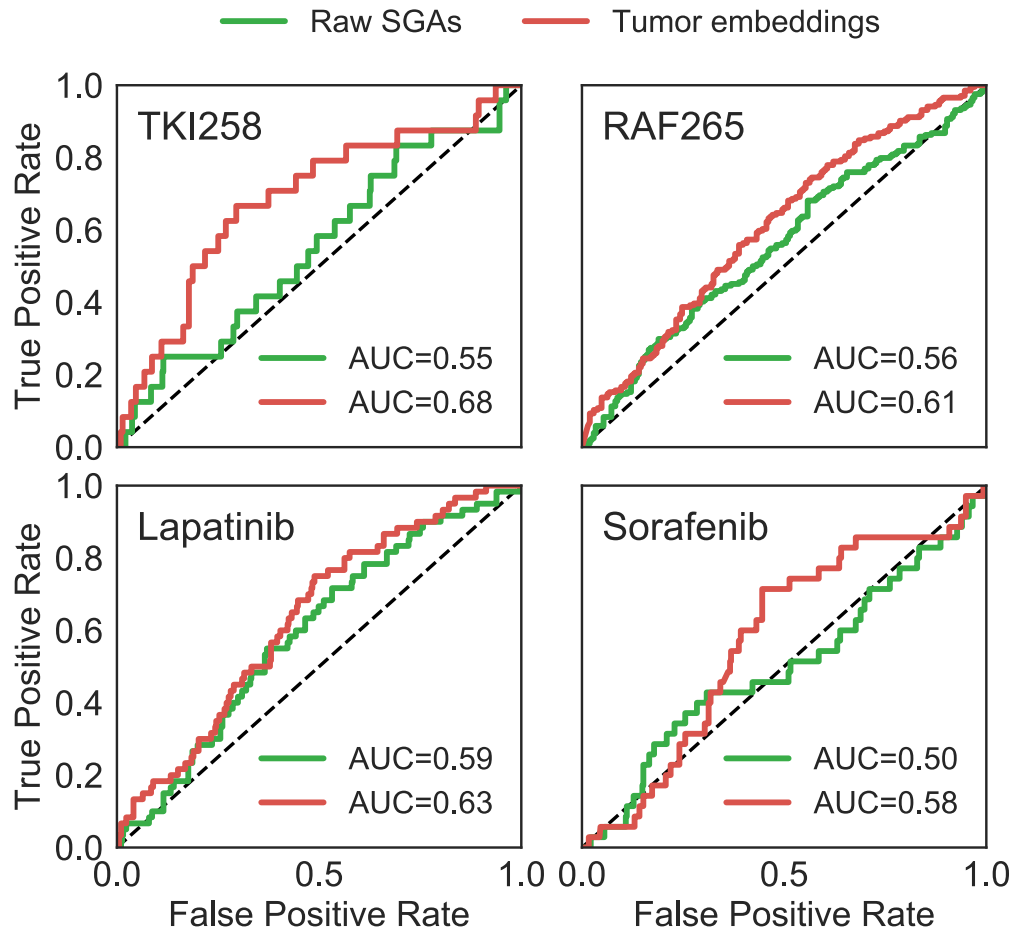 Raw SGAs Tumor embeddings
TKI258
RAF265
True Positive Rate
1.0
0.8
0.6
0.4
0.2
0.0
AUC=0.55
AUC=0.68
AUC=0.56
AUC=0.61
Lapatinib
Sorafenib
True Positive Rate
1.0
0.8
0.6
0.4
0.2
0.0
AUC=0.59
AUC=0.63
AUC=0.50
AUC=0.58
0.0 0.5 1.0 0.0 0.5 1.0
False Positive Rate False Positive Rate